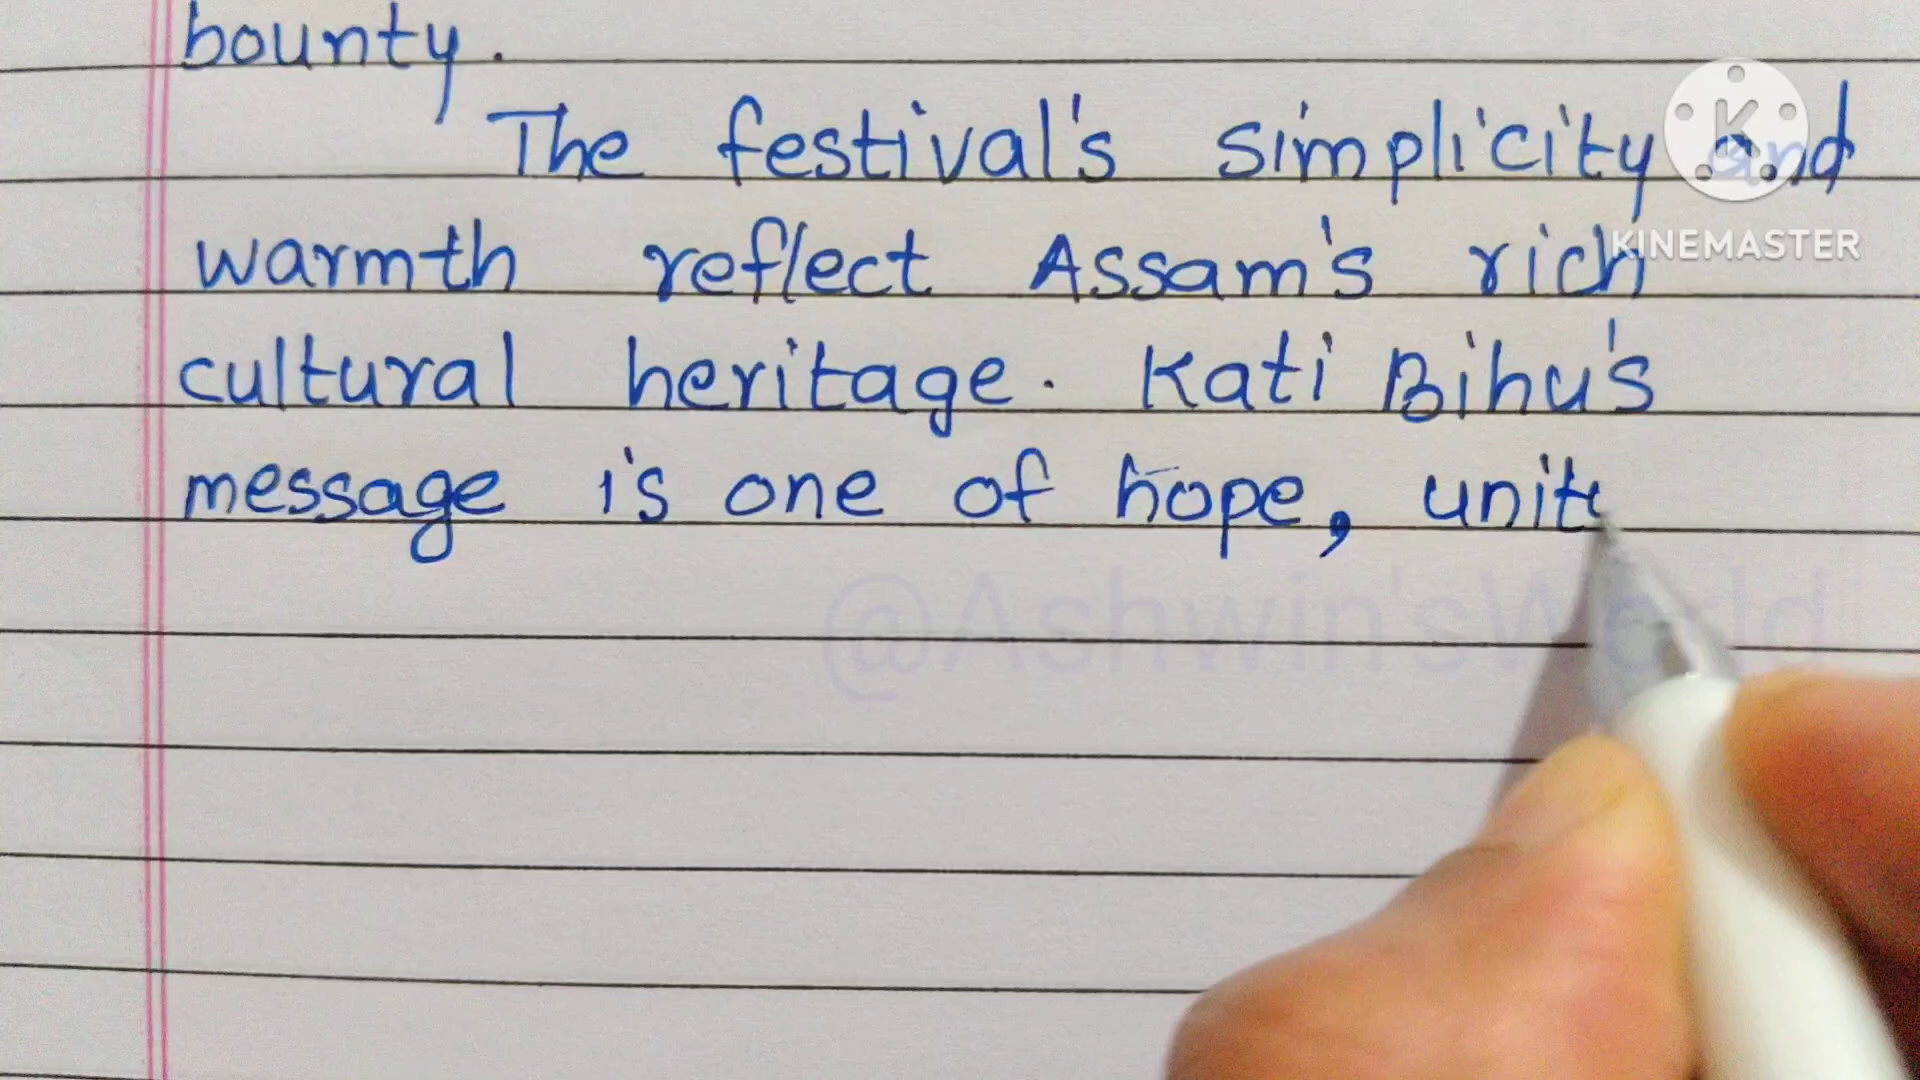 bounty.
The festival's simplicity and
warmth reflect Assam's rich
cultural heritage. Kati Bihu's
message is one of hope, unit
KINEMASTER
@Ashwin'sWorld